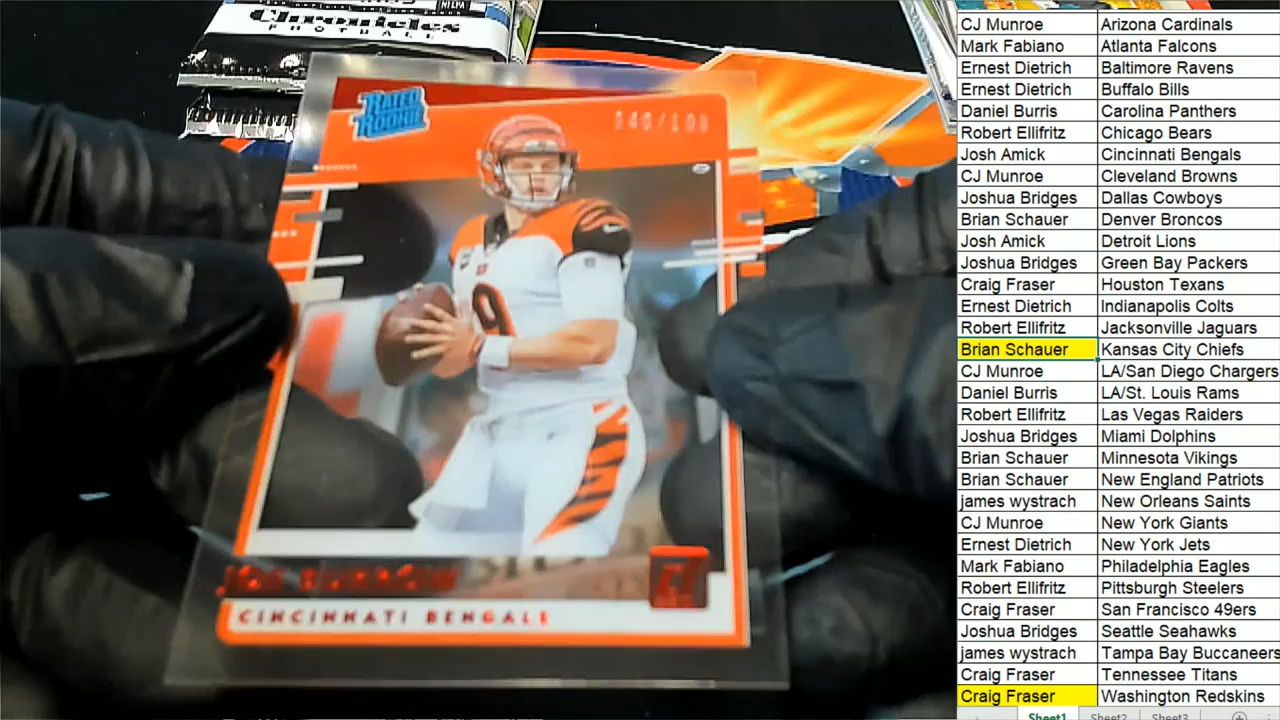 NFLPA
Chronicles
FOOTBALL
RATED
ROOKIE
9
JOE BURROW
CINCINNATI BENGALS
CJ Munroe Arizona Cardinals
Mark Fabiano Atlanta Falcons
Ernest Dietrich Baltimore Ravens
Ernest Dietrich Buffalo Bills
Daniel Burris Carolina Panthers
Robert Ellifritz Chicago Bears
Josh Amick Cincinnati Bengals
CJ Munroe Cleveland Browns
Joshua Bridges Dallas Cowboys
Brian Schauer Denver Broncos
Josh Amick Detroit Lions
Joshua Bridges Green Bay Packers
Craig Fraser Houston Texans
Ernest Dietrich Indianapolis Colts
Robert Ellifritz Jacksonville Jaguars
Brian Schauer Kansas City Chiefs
CJ Munroe LA/San Diego Chargers
Daniel Burris LA/St. Louis Rams
Robert Ellifritz Las Vegas Raiders
Joshua Bridges Miami Dolphins
Brian Schauer Minnesota Vikings
Brian Schauer New England Patriots
james wystrach New Orleans Saints
CJ Munroe New York Giants
Ernest Dietrich New York Jets
Mark Fabiano Philadelphia Eagles
Robert Ellifritz Pittsburgh Steelers
Craig Fraser San Francisco 49ers
Joshua Bridges Seattle Seahawks
james wystrach Tampa Bay Buccaneers
Craig Fraser Tennessee Titans
Craig Fraser Washington Redskins
Sheet1 Sheet2 Sheet3